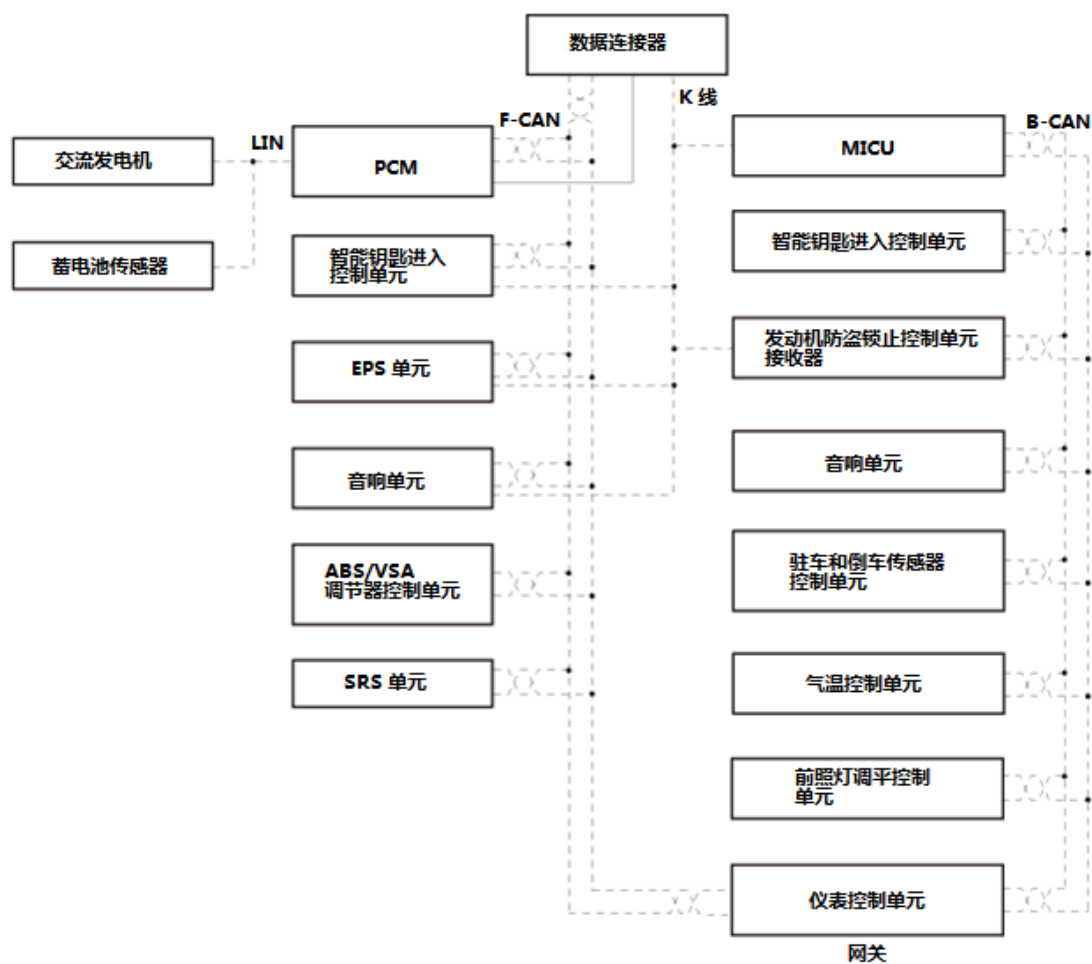 数据连接器
K 线
F-CAN
B-CAN
LIN
交流发电机
PCM
MICU
蓄电池传感器
智能钥匙进入
控制单元
智能钥匙进入控制单元
EPS 单元
发动机防盗锁止控制单元
接收器
音响单元
音响单元
ABS/VSA
调节器控制单元
驻车和倒车传感器
控制单元
SRS 单元
气温控制单元
前照灯调平控制
单元
仪表控制单元
网关